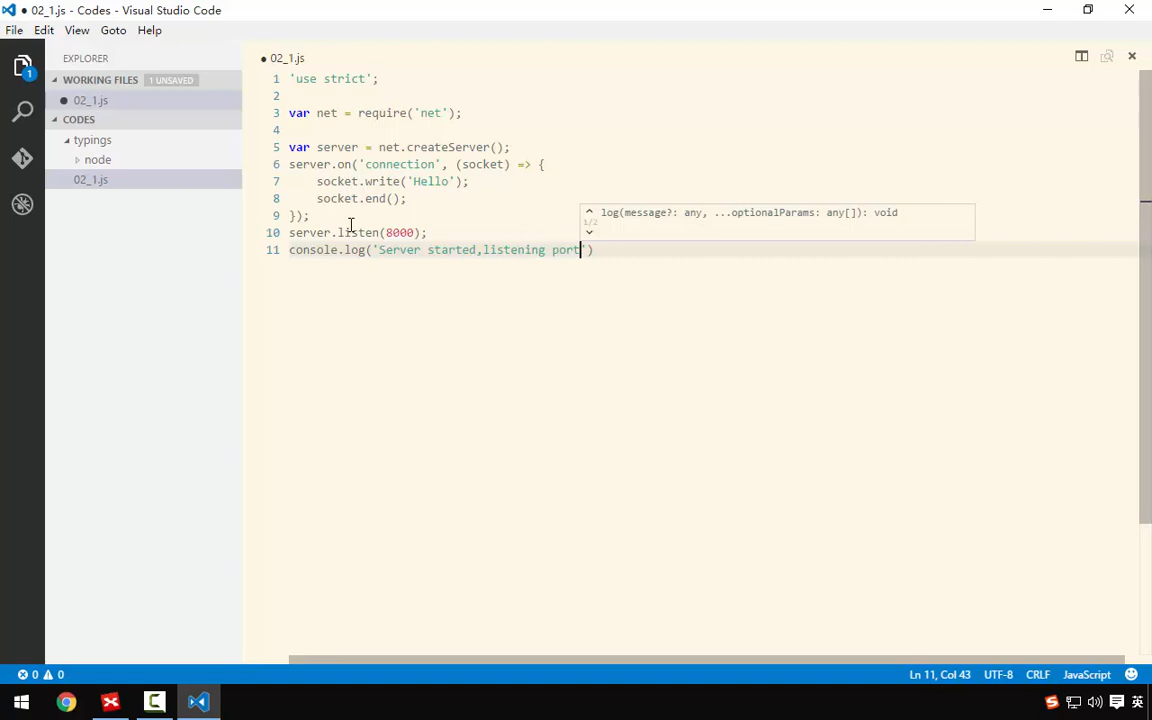 02_1.js - Codes - Visual Studio Code
File Edit View Goto Help
EXPLORER
WORKING FILES 1 UNSAVED
02_1.js
CODES
typings
node
02_1.js
1
02_1.js
1 'use strict';
2
3 var net = require('net');
4
5 var server = net.createServer();
6 server.on('connection', (socket) => {
7 socket.write('Hello');
8 socket.end();
9 });
10 server.listen(8000);
11 console.log('Server started,listening port')
log(message?: any, ...optionalParams: any[]): void
1/2
0 0
Ln 11, Col 43 UTF-8 CRLF JavaScript
英